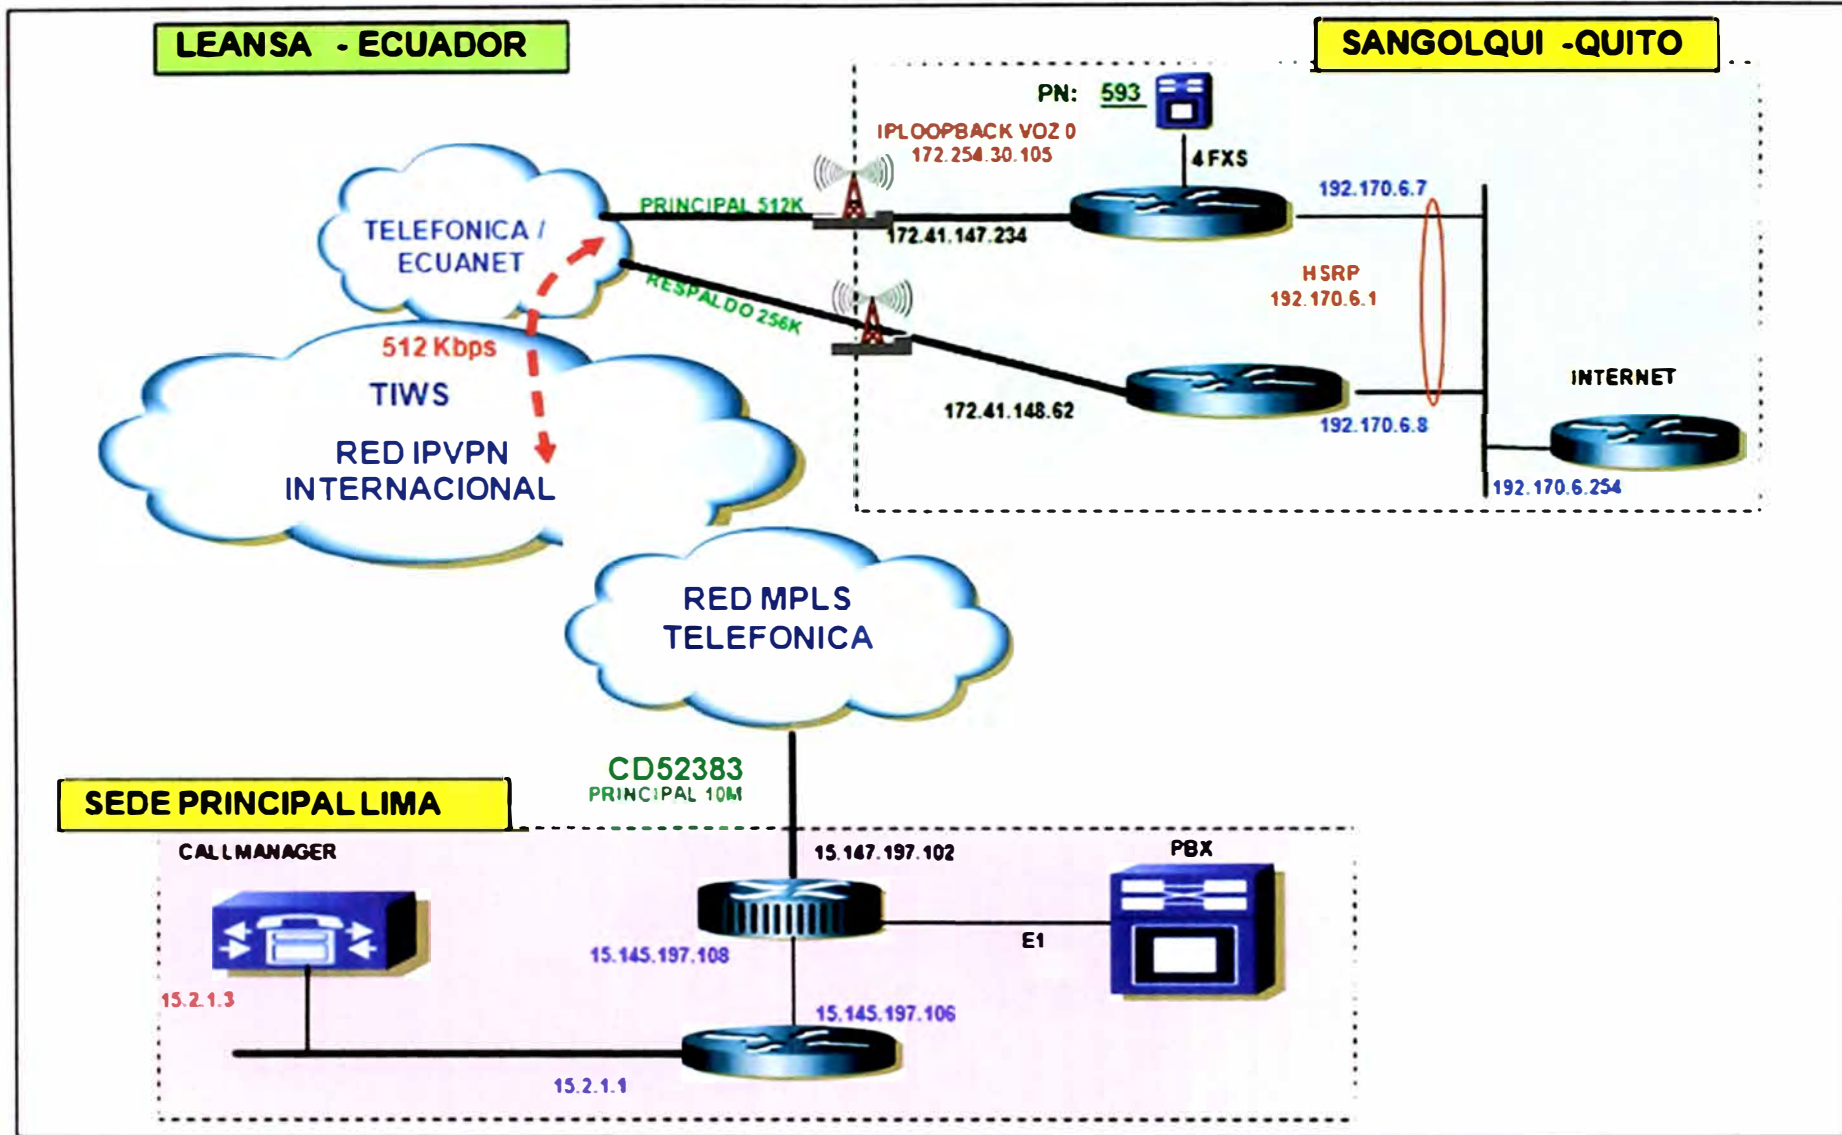 LEANSA - ECUADOR
SANGOLQUI -QUITO
PN: 593
IPLOOPBACK VOZ 0
172.254.30.105
4 FXS
192.170.6.7
PRINCIPAL 512K
172.41.147.234
TELEFONICA /
ECUANET
HSRP
192.170.6.1
RESPALDO 256K
512 Kbps
TIWS
RED IPVPN
INTERNACIONAL
172.41.148.62
192.170.6.8
INTERNET
192.170.6.254
RED MPLS
TELEFONICA
CD52383
PRINCIPAL 10M
SEDE PRINCIPAL LIMA
CALLMANAGER
15.147.197.102
PBX
E1
15.145.197.108
15.2.1.3
15.145.197.106
15.2.1.1